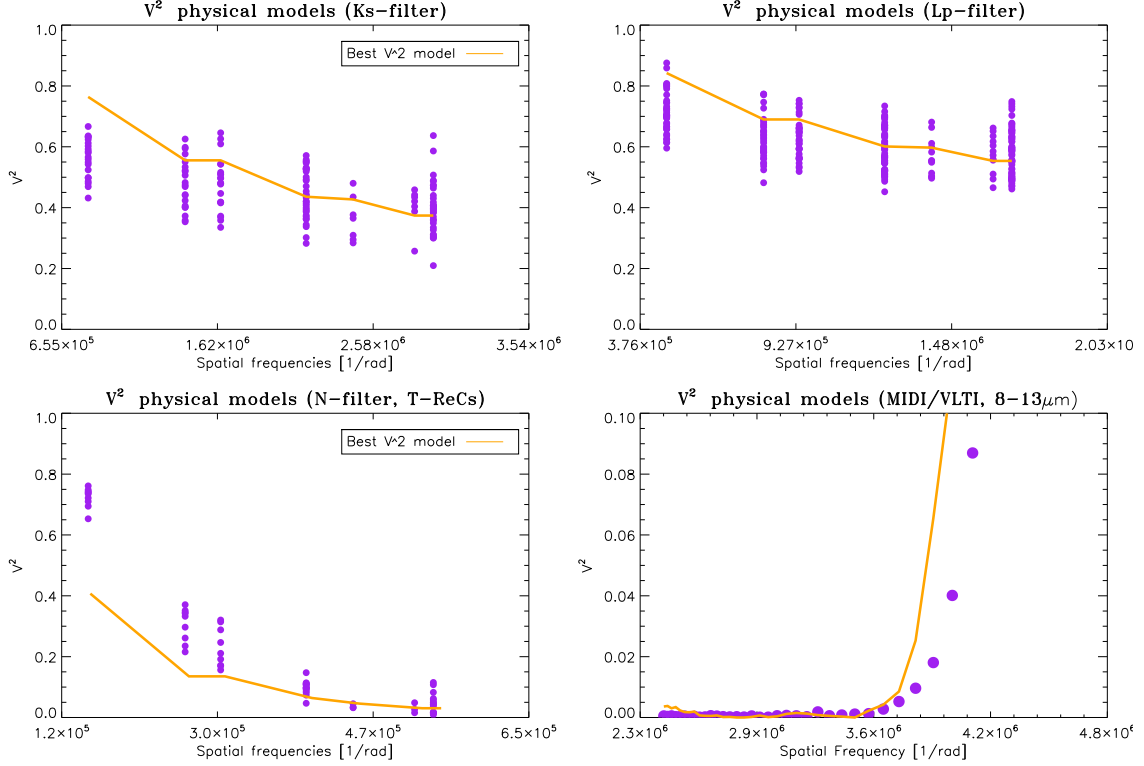 V² physical models (Ks-filter)
1.0
0.8
0.6
0.4
0.2
0.0
V²
Best V^2 model
6.55×10⁵
1.62×10⁶
2.58×10⁶
3.54×10⁶
Spatial frequencies [1/rad]
V² physical models (Lp-filter)
1.0
0.8
0.6
0.4
0.2
0.0
V²
3.76×10⁵
9.27×10⁵
1.48×10⁶
2.03×10
Spatial frequencies [1/rad]
V² physical models (N-filter, T-ReCs)
1.0
0.8
0.6
0.4
0.2
0.0
V²
Best V^2 model
1.20×10⁵
3.0×10⁵
4.7×10⁵
6.5×10⁵
Spatial frequencies [1/rad]
V² physical models (MIDI/VLTI, 8-13μm)
0.10
0.08
0.06
0.04
0.02
0.00
V²
2.3×10⁶
2.9×10⁶
3.6×10⁶
4.2×10⁶
4.8×10⁶
Spatial Frequency [1/rad]